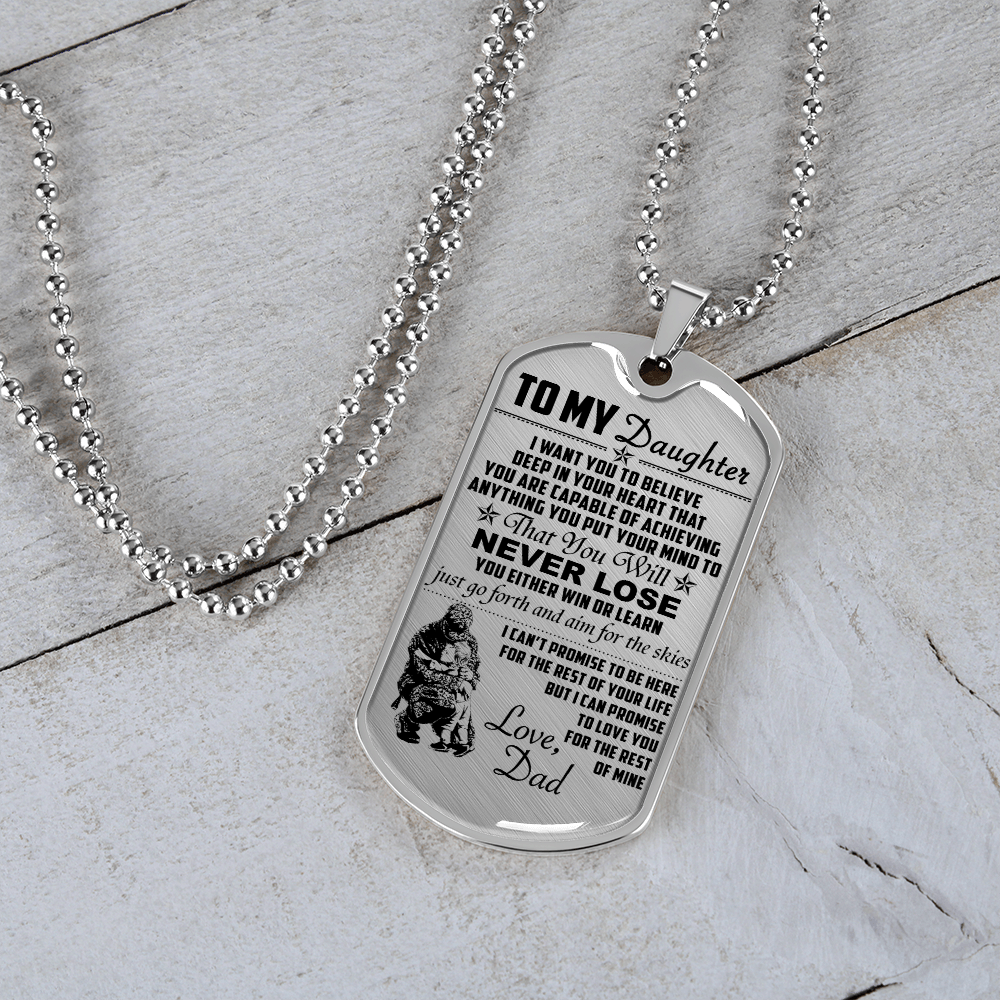 TO MY Daughter
I WANT YOU TO BELIEVE
DEEP IN YOUR HEART THAT
YOU ARE CAPABLE OF ACHIEVING
ANYTHING YOU PUT YOUR MIND TO
That You Will
NEVER LOSE
YOU EITHER WIN OR LEARN
just go forth and aim for the skies
I CAN'T PROMISE TO BE HERE
FOR THE REST OF YOUR LIFE
BUT I CAN PROMISE
TO LOVE YOU
FOR THE REST
OF MINE
Love,
Dad